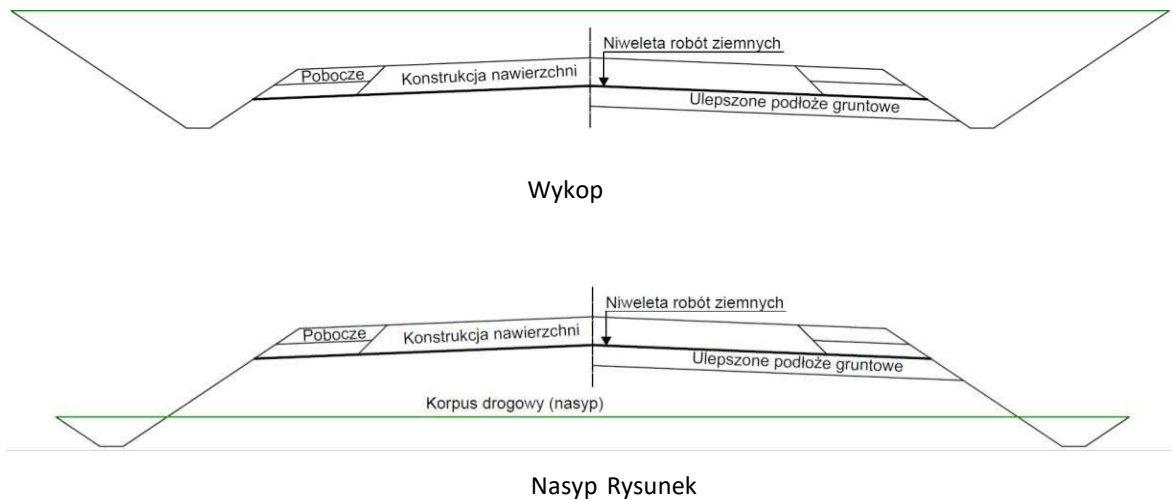 Niweleta robót ziemnych
Pobocze
Konstrukcja nawierzchni
Ulepszone podłoże gruntowe
Wykop
Niweleta robót ziemnych
Pobocze
Konstrukcja nawierzchni
Ulepszone podłoże gruntowe
Korpus drogowy (nasyp)
Nasyp Rysunek